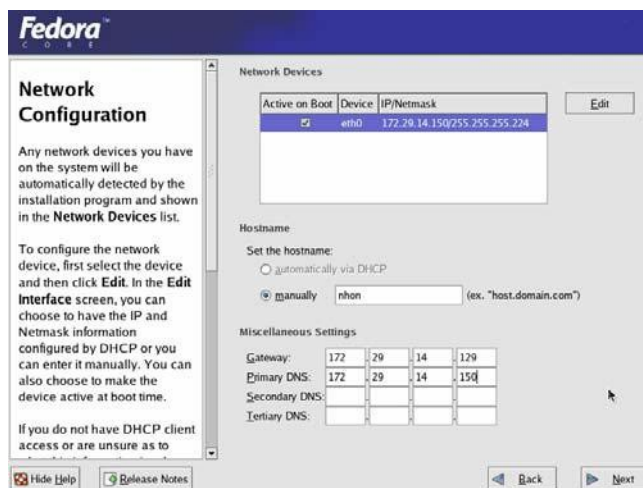 Fedora™
CORE
Network
Configuration
Any network devices you have
on the system will be
automatically detected by the
installation program and shown
in the Network Devices list.
To configure the network
device, first select the device
and then click Edit. In the Edit
Interface screen, you can
choose to have the IP and
Netmask information
configured by DHCP or you
can enter it manually. You can
also choose to make the
device active at boot time.
If you do not have DHCP client
access or are unsure as to
Network Devices
Active on Boot Device IP/Netmask
eth0 172.29.14.150/255.255.255.224
Edit
Hostname
Set the hostname:
automatically via DHCP
manually nhon (ex. "host.domain.com")
Miscellaneous Settings
Gateway: 172 . 29 . 14 . 129
Primary DNS: 172 . 29 . 14 . 150
Secondary DNS: . . .
Tertiary DNS: . . .
Hide Help Release Notes Back Next